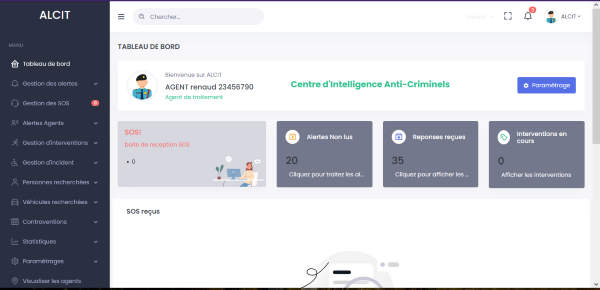 ALCIT
Chercher...
Français
3
ALCIT
MENU
Tableau de bord
Gestion des alertes
Gestion des SOS
0
Alertes Agents
Gestion d'interventions
Gestion d'incident
Personnes recherchées
Véhicules recherchées
Contraventions
Statistiques
Paramétrages
Visualiser les agents
TABLEAU DE BORD
Bienvenue sur ALCIT
AGENT renaud 23456790
Agent de traitement
Centre d'Intelligence Anti-Criminels
Paramétrage
SOS!
boite de reception SOS
0
Alertes Non lus
20
Cliquez pour traitez les al...
Reponses reçues
35
Cliquez pour afficher les ...
Interventions en
cours
0
Afficher les interventions
SOS reçus